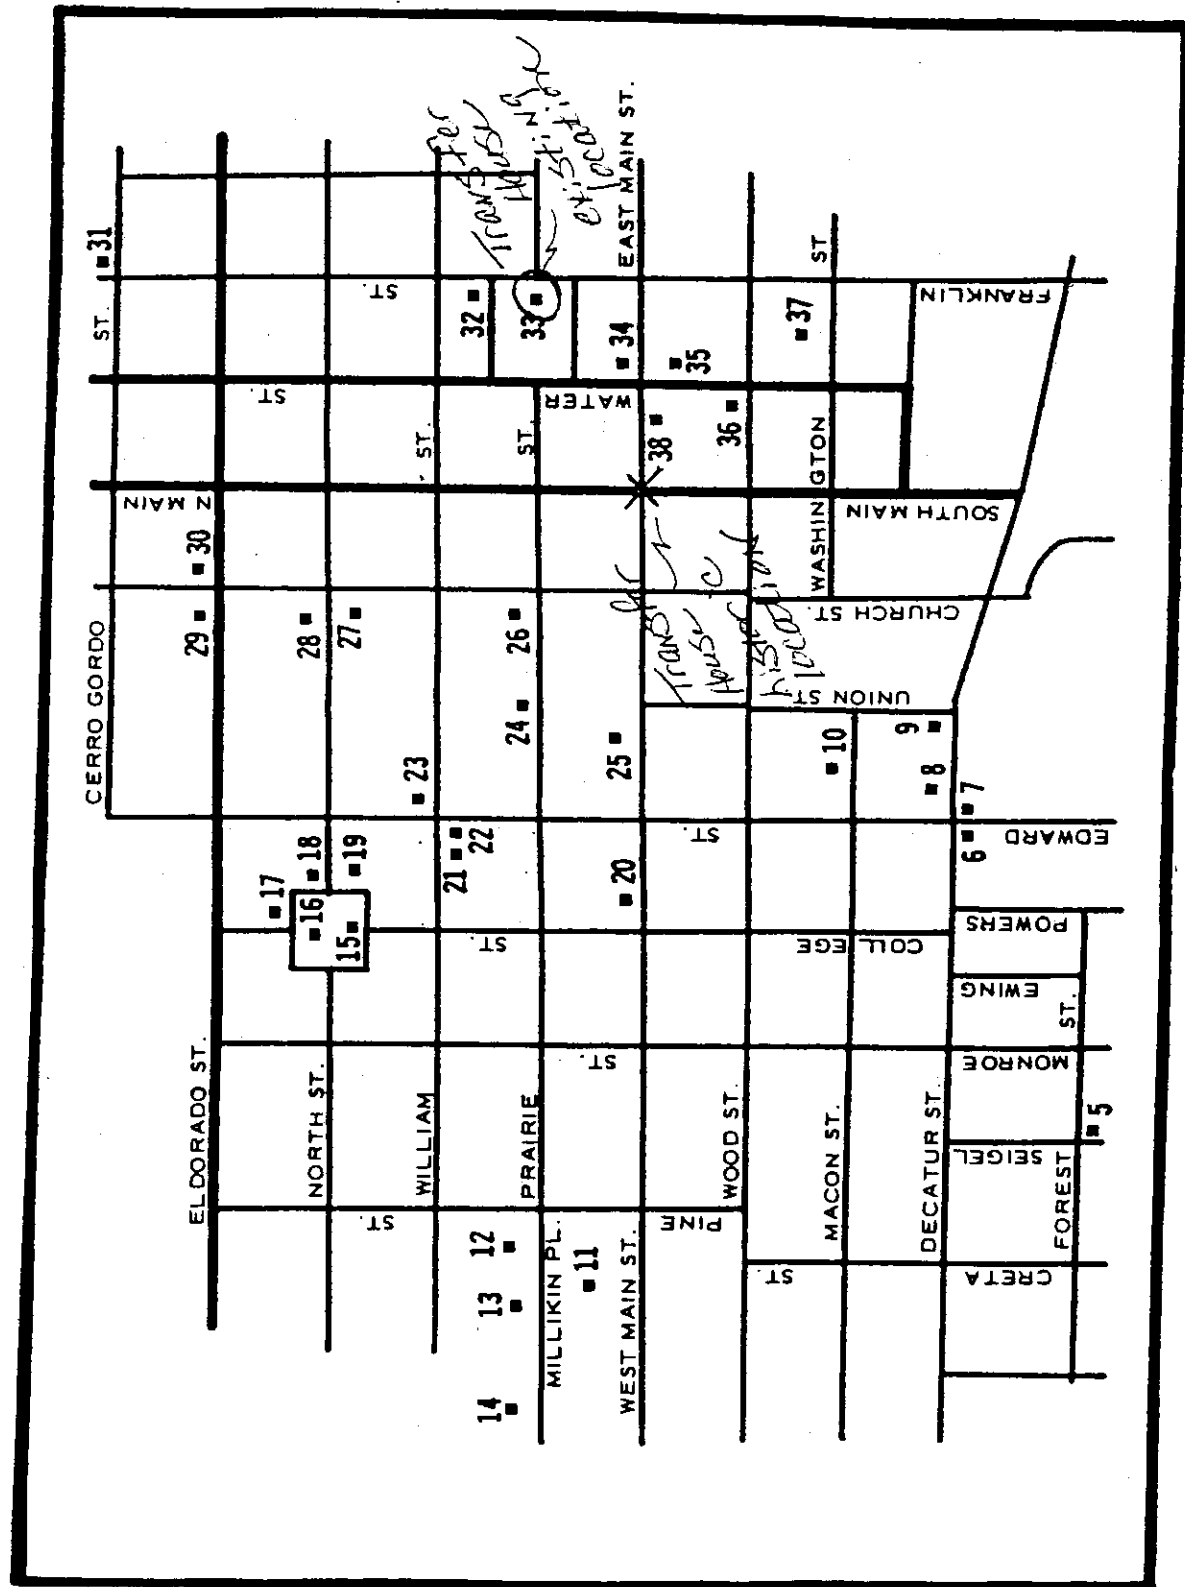 CERRO GORDO
ST.
31
ELDORADO ST.
29
30
N MAIN
ST.
ST.
NORTH ST.
17
16
18
15
19
28
27
ST.
WILLIAM
ST.
23
21
22
32
Transfer
House
existing
location
33
PRAIRIE
ST.
ST.
24
26
WATER
MILLIKIN PL.
12
13
14
11
ST.
WEST MAIN ST.
EAST MAIN ST.
20
25
34
35
38
36
Transfer
House
historic
location
PINE
ST.
WOOD ST.
37
WASHINGTON
ST
SOUTH MAIN
FRANKLIN
CHURCH ST.
UNION ST.
MACON ST.
COLLEGE
10
9
8
7
6
DECATUR ST.
EDWARD
POWERS
EWING
MONROE
SEIGEL
CRETA
ST.
FOREST
ST.
5